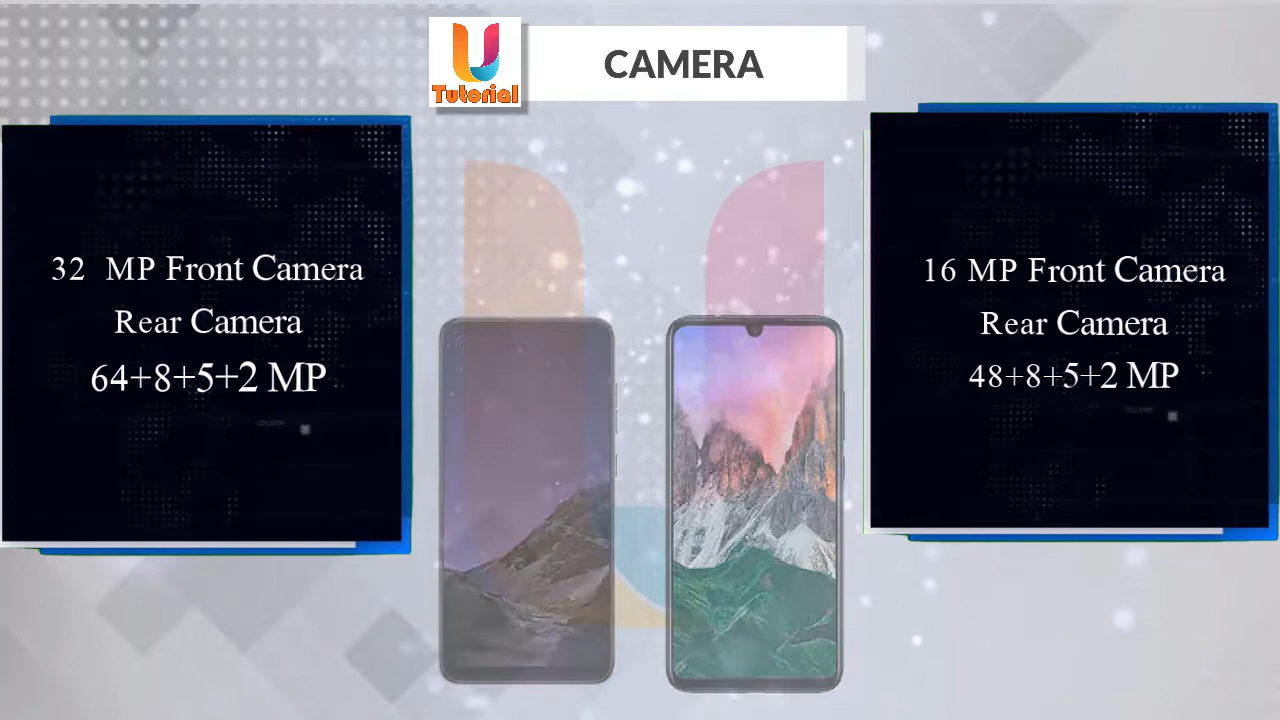 U
Tutorial
CAMERA
32 MP Front Camera
Rear Camera
64+8+5+2 MP
16 MP Front Camera
Rear Camera
48+8+5+2 MP